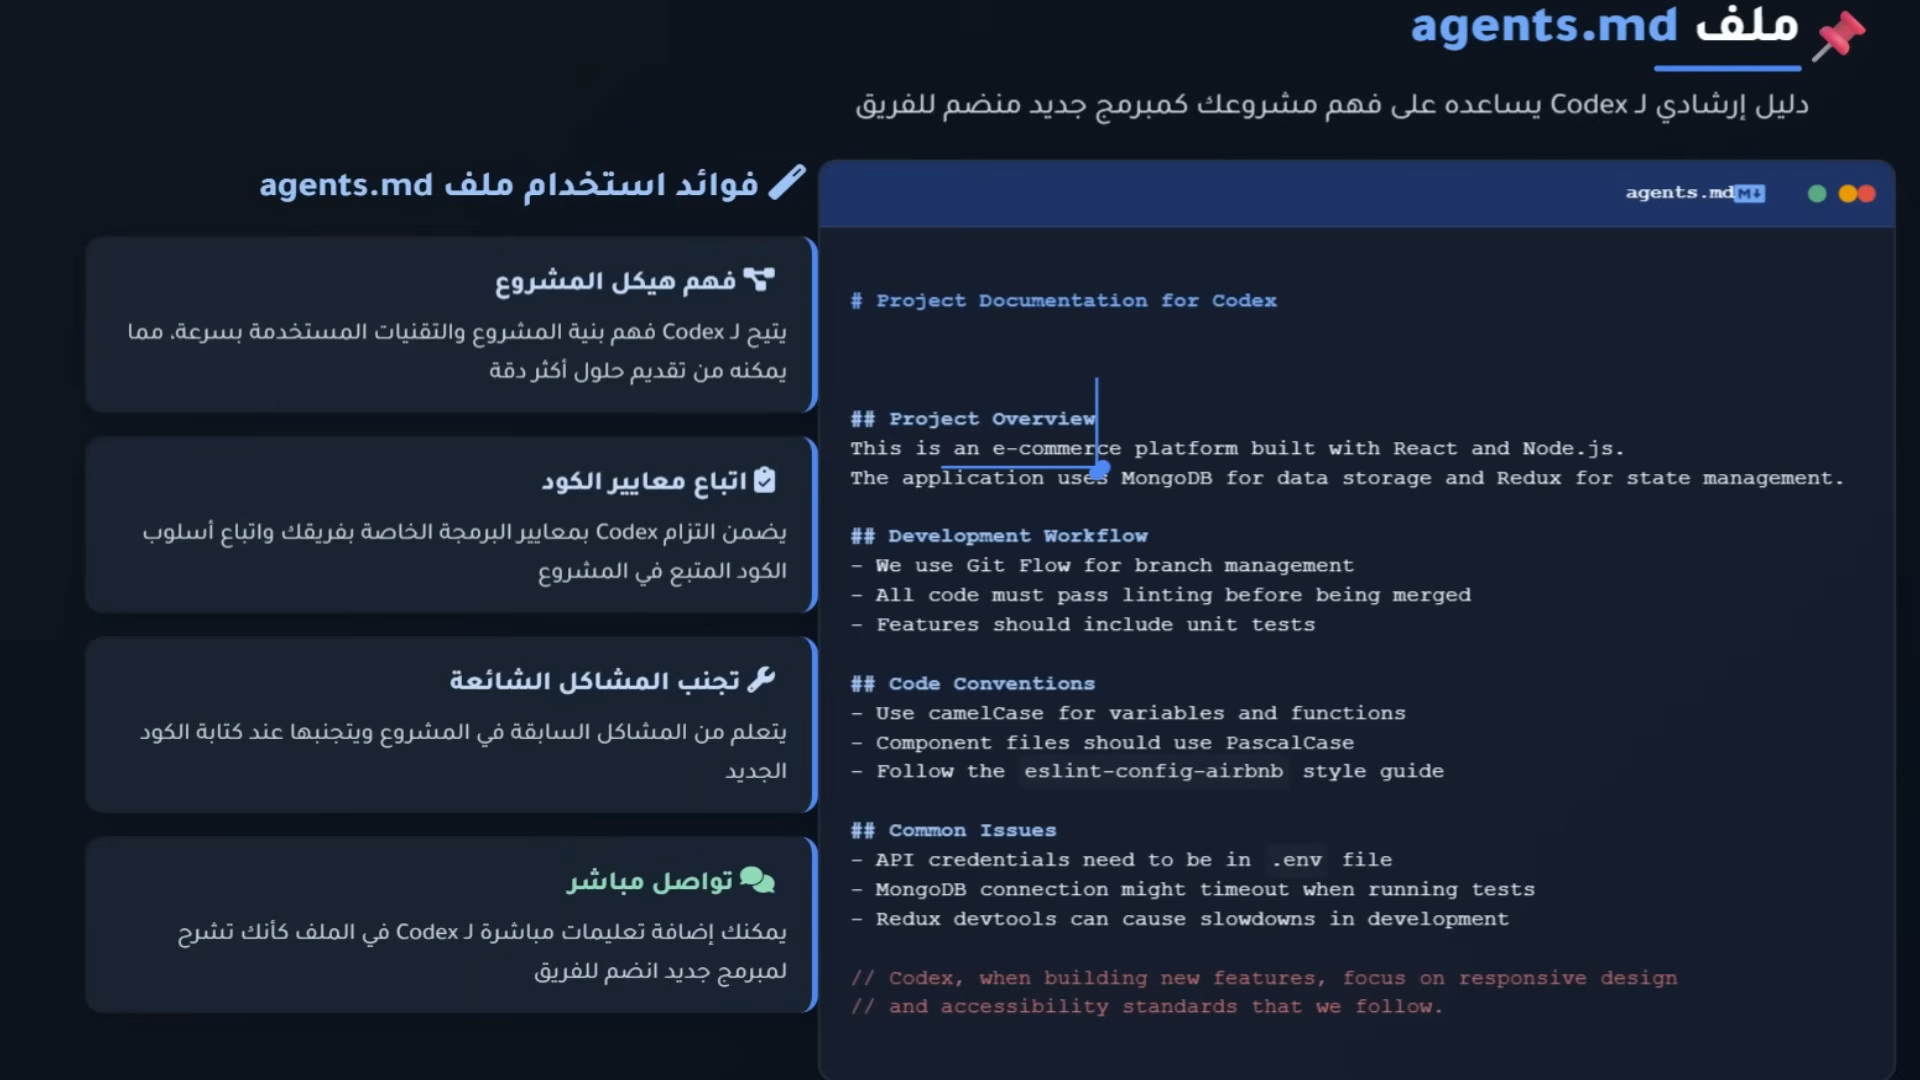 ملف agents.md
دليل إرشادي لـ Codex يساعده على فهم مشروعك كمبرمج جديد منضم للفريق
agents.md
# Project Documentation for Codex
## Project Overview
This is an e-commerce platform built with React and Node.js.
The application uses MongoDB for data storage and Redux for state management.
## Development Workflow
- We use Git Flow for branch management
- All code must pass linting before being merged
- Features should include unit tests
## Code Conventions
- Use camelCase for variables and functions
- Component files should use PascalCase
- Follow the eslint-config-airbnb style guide
## Common Issues
- API credentials need to be in .env file
- MongoDB connection might timeout when running tests
- Redux devtools can cause slowdowns in development
// Codex, when building new features, focus on responsive design
// and accessibility standards that we follow.
فوائد استخدام ملف agents.md
فهم هيكل المشروع
يتيح لـ Codex فهم بنية المشروع والتقنيات المستخدمة بسرعة، مما
يمكنه من تقديم حلول أكثر دقة
اتباع معايير الكود
يضمن التزام Codex بمعايير البرمجة الخاصة بفريقك واتباع أسلوب
الكود المتبع في المشروع
تجنب المشاكل الشائعة
يتعلم من المشاكل السابقة في المشروع ويتجنبها عند كتابة الكود
الجديد
تواصل مباشر
يمكنك إضافة تعليمات مباشرة لـ Codex في الملف كأنك تشرح
لمبرمج جديد انضم للفريق